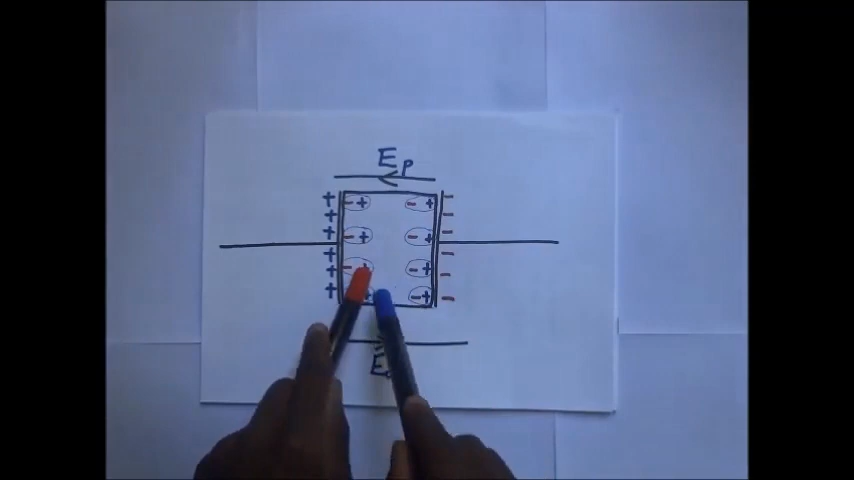 Ep
+ - + - + -
+ -
+ - + - + -
+ -
+ - + - + -
+ - + -
E